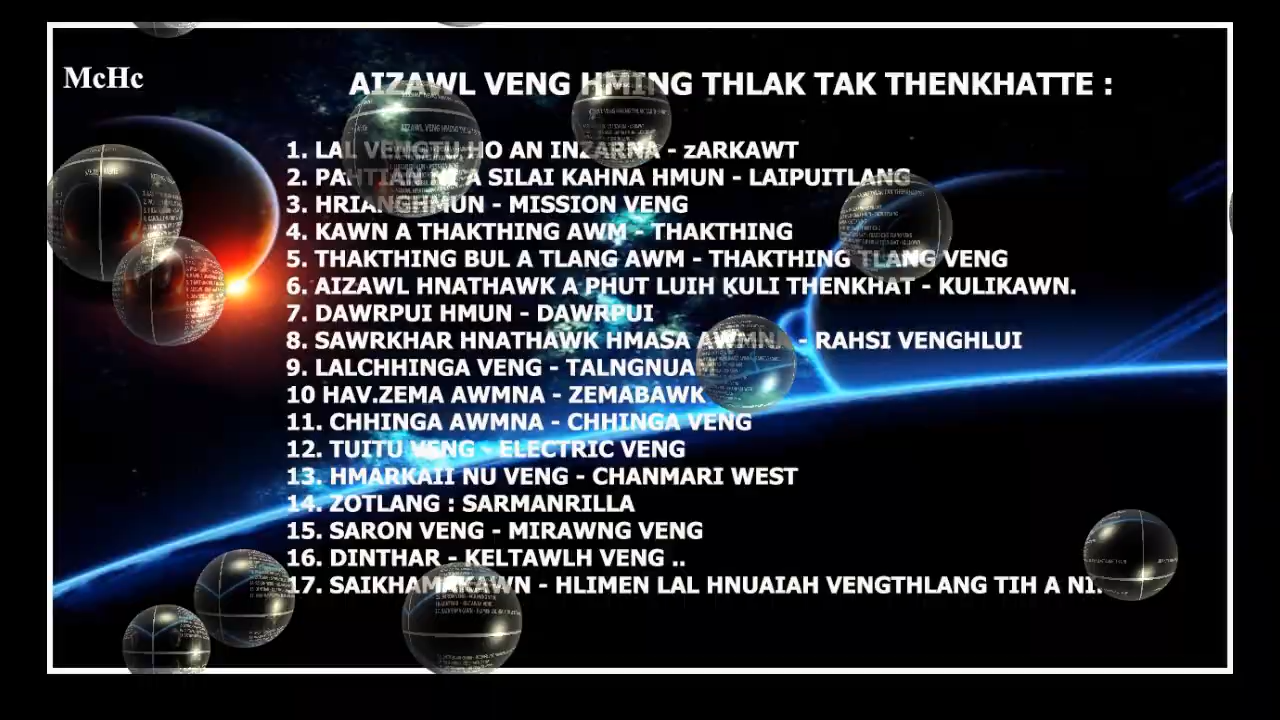 McHc
AIZAWL VENG HMING THLAK TAK THENKHATTE :
1. LAL VENGTU HO AN INZARNA - zARKAWT
2. PAHTIAN A SILAI KAHNA HMUN - LAIPUITLANG
3. HRIANGHMUN - MISSION VENG
4. KAWN A THAKTHING AWM - THAKTHING
5. THAKTHING BUL A TLANG AWM - THAKTHING TLANG VENG
6. AIZAWL HNATHAWK A PHUT LUIH KULI THENKHAT - KULIKAWN.
7. DAWRPUI HMUN - DAWRPUI
8. SAWRKHAR HNATHAWK HMASA AWMNA - RAHSI VENGHLUI
9. LALCHHINGA VENG - TALNGNUA
10 HAV.ZEMA AWMNA - ZEMABAWK
11. CHHINGA AWMNA - CHHINGA VENG
12. TUITU VENG - ELECTRIC VENG
13. HMARKAII NU VENG - CHANMARI WEST
14. ZOTLANG : SARMANRILLA
15. SARON VENG - MIRAWNG VENG
16. DINTHAR - KELTAWLH VENG ..
17. SAIKHAMAKAWN - HLIMEN LAL HNUAIAH VENGTHLANG TIH A NI.